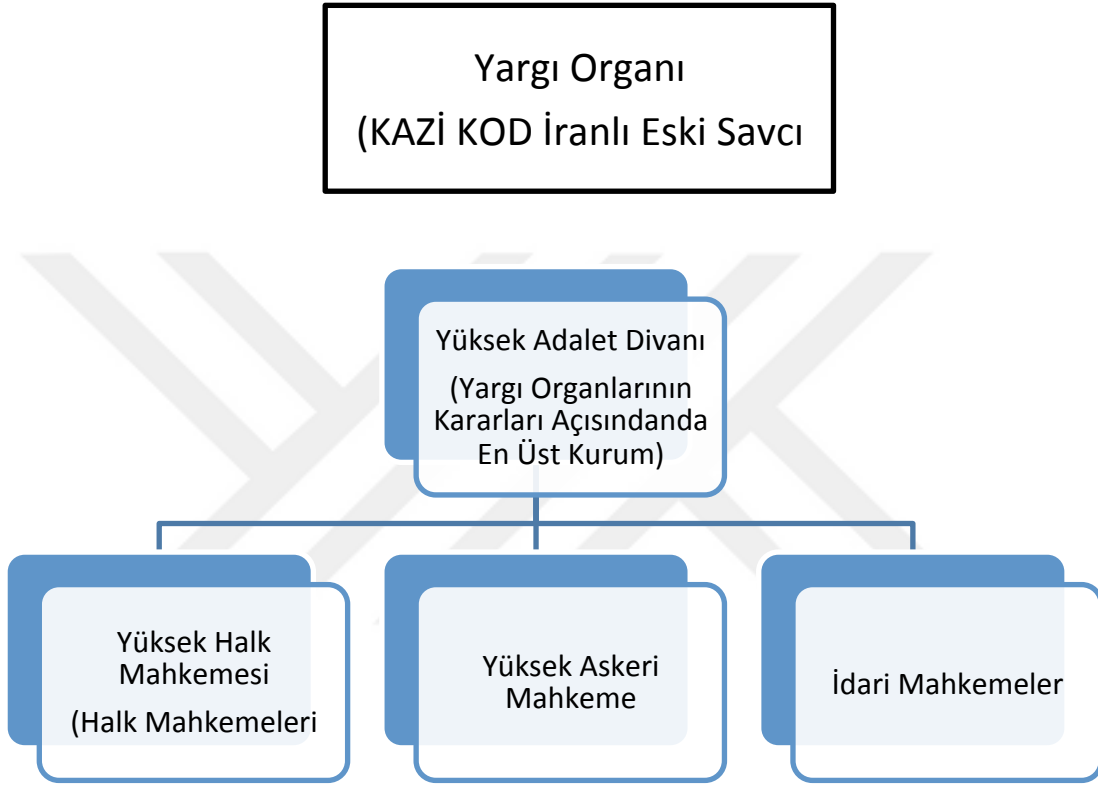 Yargı Organı
(KAZİ KOD İranlı Eski Savcı
Yüksek Adalet Divanı
(Yargı Organlarının
Kararları Açısındanda
En Üst Kurum)
Yüksek Halk
Mahkemesi
(Halk Mahkemeleri
Yüksek Askeri
Mahkeme
İdari Mahkemeler